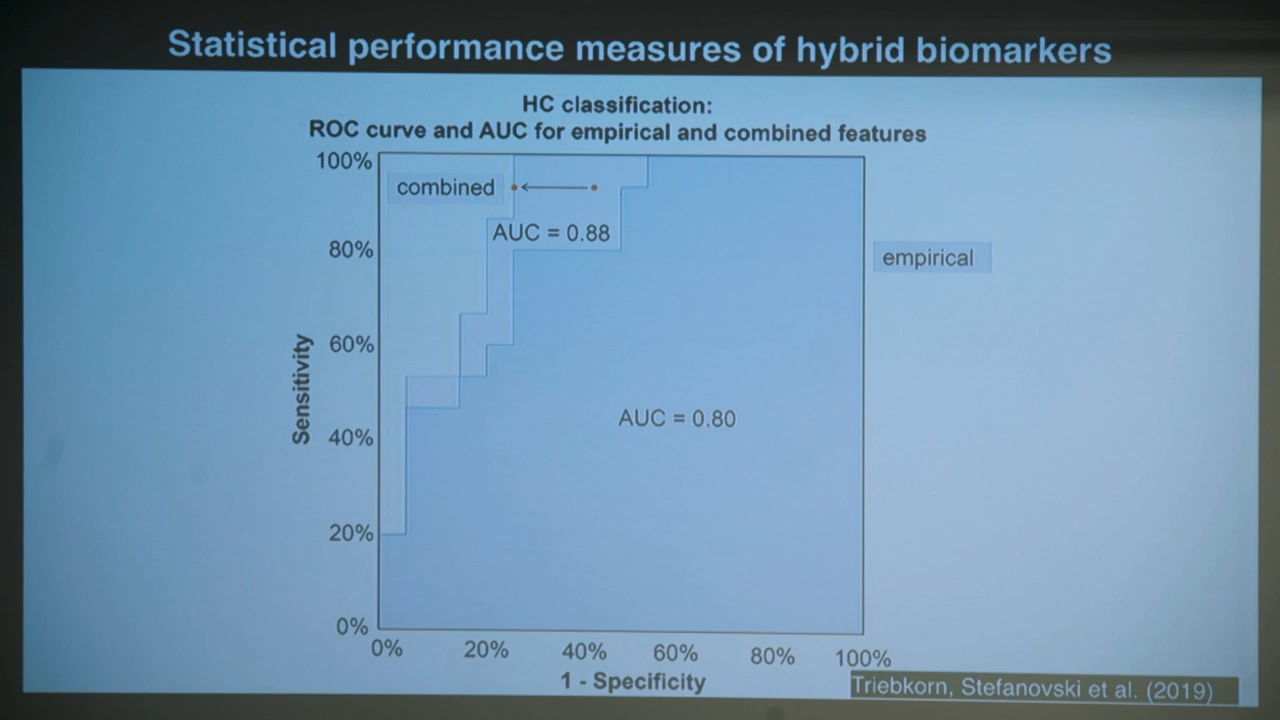 Statistical performance measures of hybrid biomarkers
HC classification:
ROC curve and AUC for empirical and combined features
100%
combined
AUC = 0.88
80%
empirical
60%
Sensitivity
AUC = 0.80
40%
20%
0%
0% 20% 40% 60% 80% 100%
1 - Specificity
Triebkorn, Stefanovski et al. (2019)